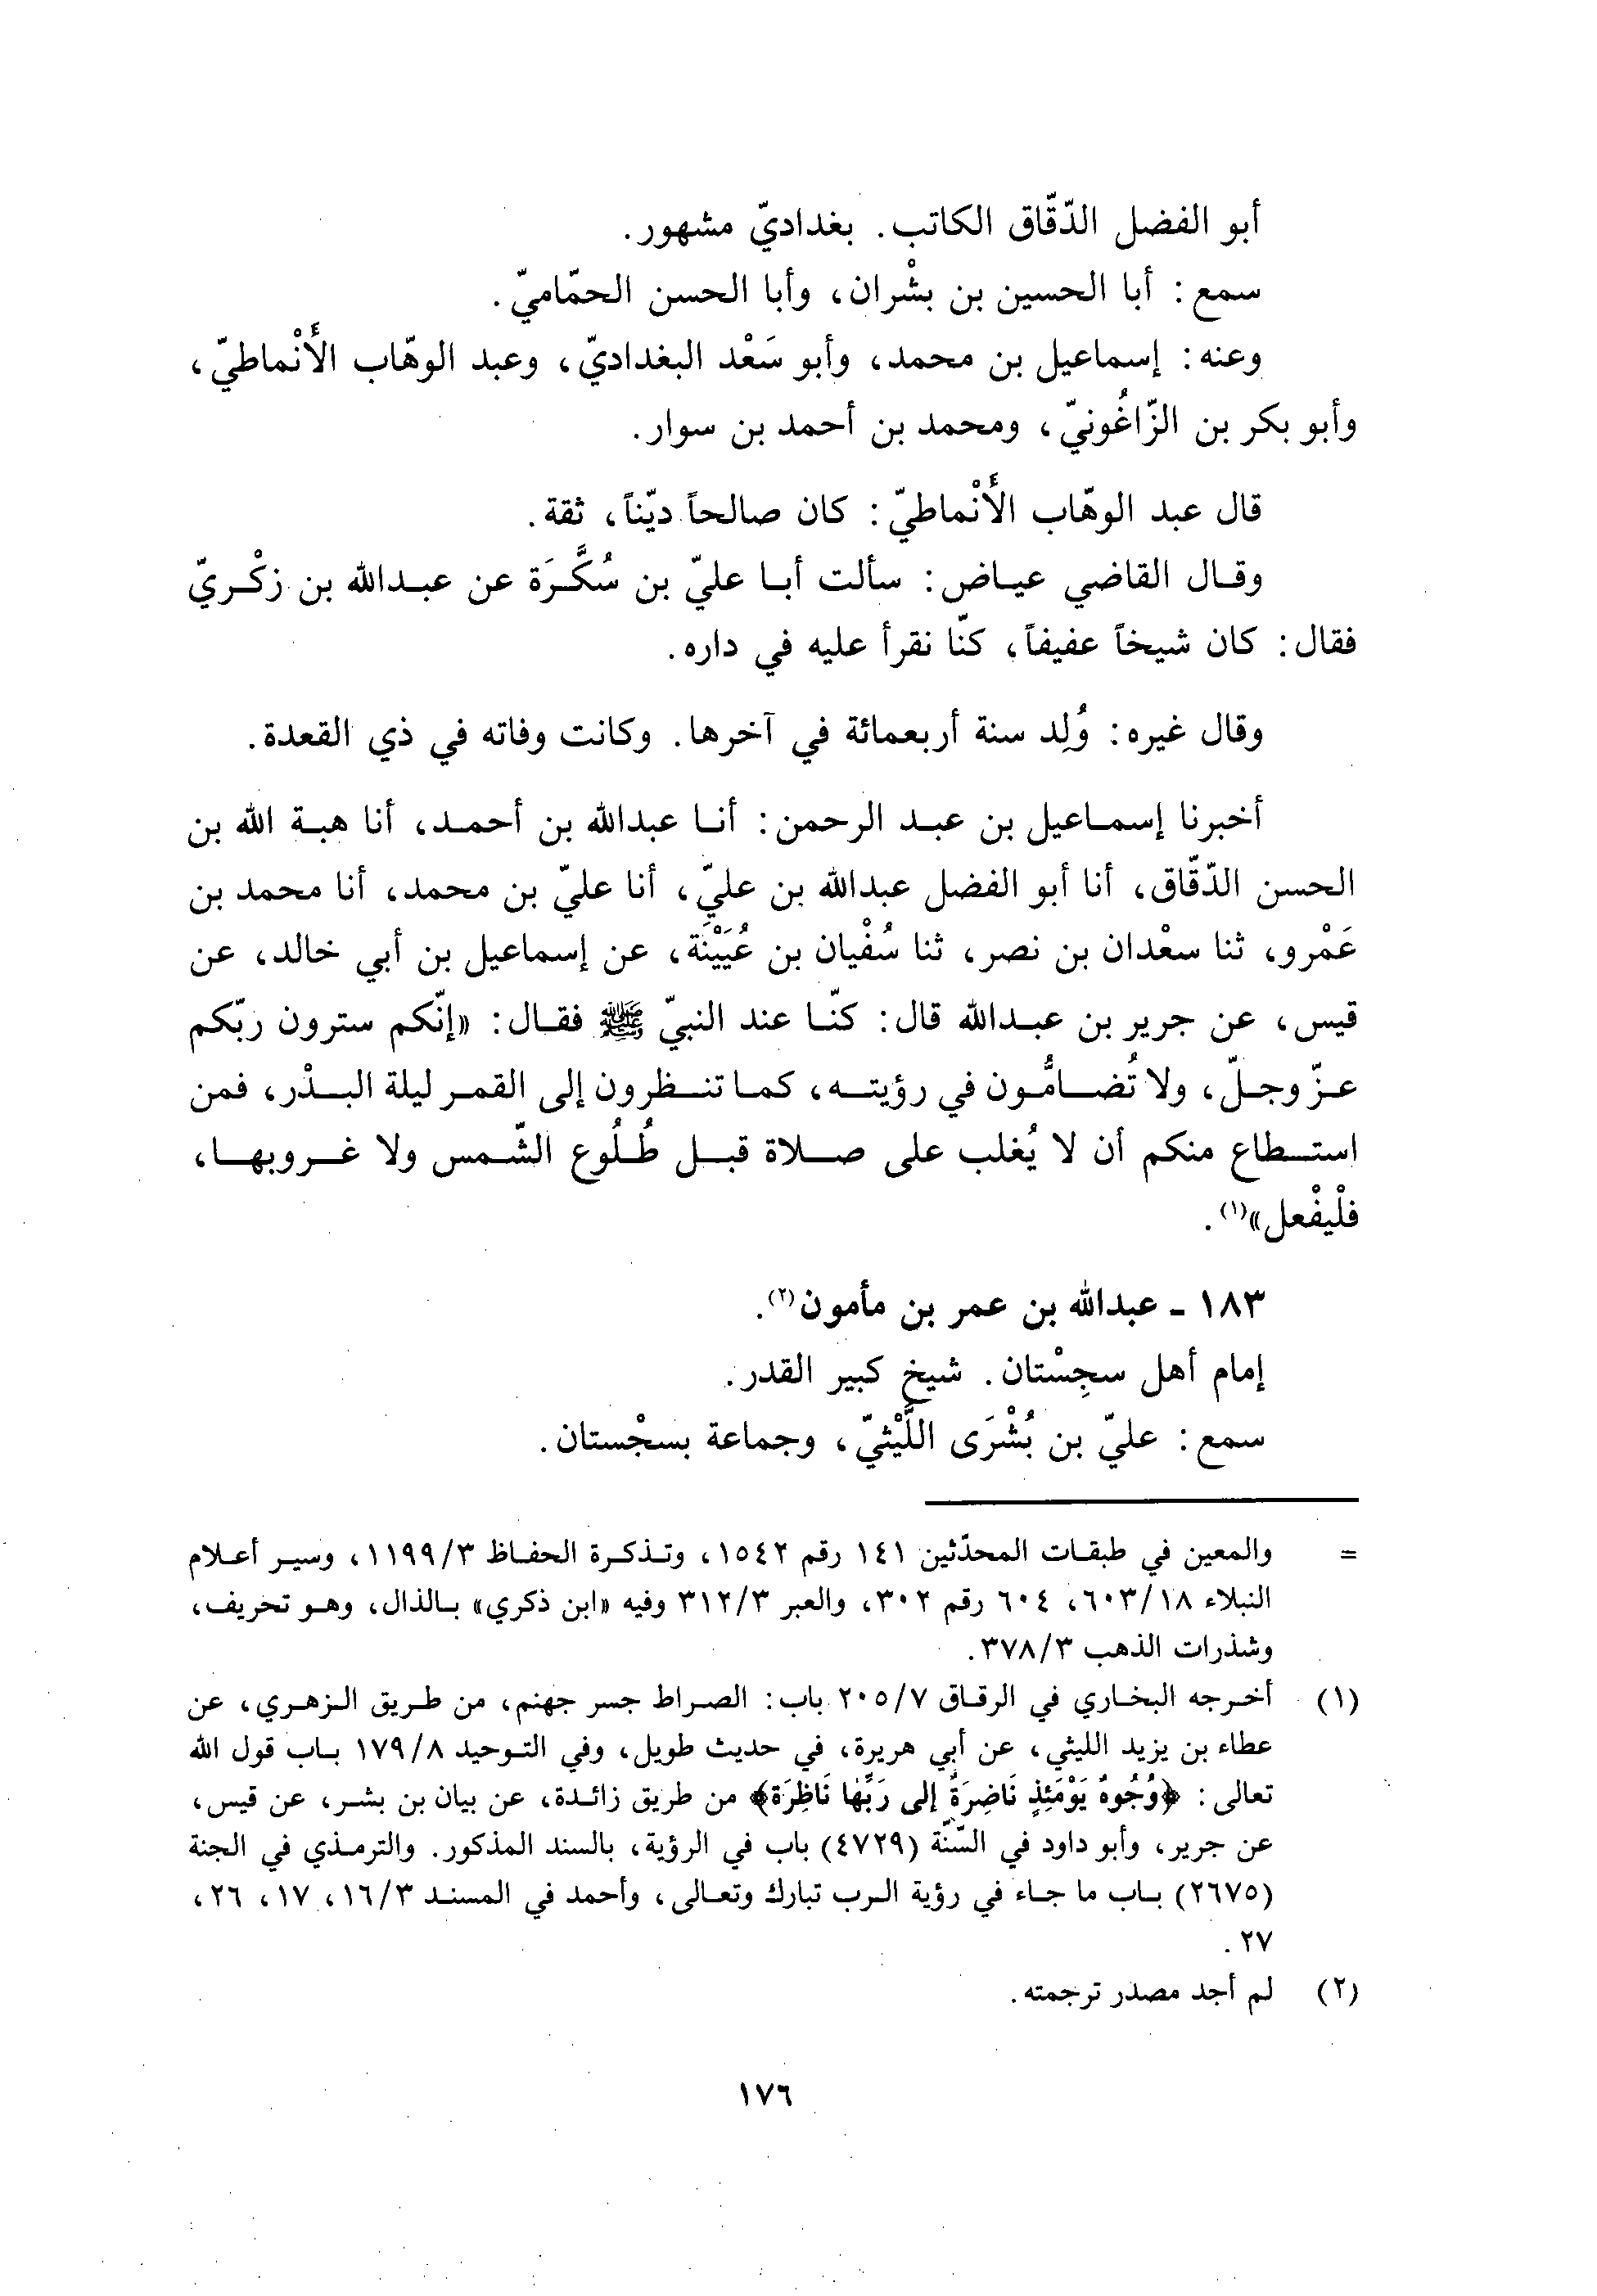 أبو الفضل الدّقّاق الكاتب. بغداديّ مشهور.
سمع: أبا الحسين بن بشْران، وأبا الحسن الحمّاميّ.
وعنه: إسماعيل بن محمد، وأبو سَعْد البغداديّ، وعبد الوهّاب الأَنْماطيّ،
وأبو بكر بن الزّاغُونيّ، ومحمد بن أحمد بن سوار.
قال عبد الوهّاب الأَنْماطيّ: كان صالحاً ديّناً، ثقة.
وقال القاضي عياض: سألت أبا عليّ بن سُكَّرَة عن عبدالله بن زكْريّ
فقال: كان شيخاً عفيفاً، كنّا نقرأ عليه في داره.
وقال غيره: وُلِد سنة أربعمائة في آخرها. وكانت وفاته في ذي القعدة.
أخبرنا إسماعيل بن عبد الرحمن: أنا عبدالله بن أحمد، أنا هبة الله بن
الحسن الدّقّاق، أنا أبو الفضل عبدالله بن عليّ، أنا عليّ بن محمد، أنا محمد بن
عَمْرو، ثنا سعْدان بن نصر، ثنا سُفْيان بن عُيَيْنَة، عن إسماعيل بن أبي خالد، عن
قيس، عن جرير بن عبدالله قال: كنّا عند النبيّ ﷺ فقال: «إنّكم سترون ربّكم
عزّ وجلّ، ولا تُضامُّون في رؤيته، كما تنظرون إلى القمر ليلة البدْر، فمن
استطاع منكم أن لا يُغلب على صلاة قبل طُلُوع الشّمس ولا غروبها،
فلْيفْعل»(١).
١٨٣ ـ عبدالله بن عمر بن مأمون(٢).
إمام أهل سجِسْتان. شيخ كبير القدر.
سمع: عليّ بن بُشْرَى اللَّيْثيّ، وجماعة بسجْستان.
= والمعين في طبقات المحدّثين ١٤١ رقم ١٥٤٢، وتذكرة الحفاظ ١١٩٩/٣، وسير أعلام
النبلاء ٦٠٣/١٨، ٦٠٤ رقم ٣٠٢، والعبر ٣١٢/٣ وفيه «ابن ذكري» بالذال، وهو تحريف،
وشذرات الذهب ٣٧٨/٣.
(١) أخرجه البخاري في الرقاق ٢٠٥/٧ باب: الصراط جسر جهنم، من طريق الزهري، عن
عطاء بن يزيد الليثي، عن أبي هريرة، في حديث طويل، وفي التوحيد ١٧٩/٨ باب قول الله
تعالى: ﴿وُجُوهٌ يَوْمَئِذٍ نَاضِرَةٌ إلى رَبِّهَا نَاظِرَة﴾ من طريق زائدة، عن بيان بن بشر، عن قيس،
عن جرير، وأبو داود في السّنّة (٤٧٢٩) باب في الرؤية، بالسند المذكور. والترمذي في الجنة
(٢٦٧٥) باب ما جاء في رؤية الرب تبارك وتعالى، وأحمد في المسند ١٦/٣، ١٧، ٢٦،
٢٧.
(٢) لم أجد مصدر ترجمته.
١٧٦